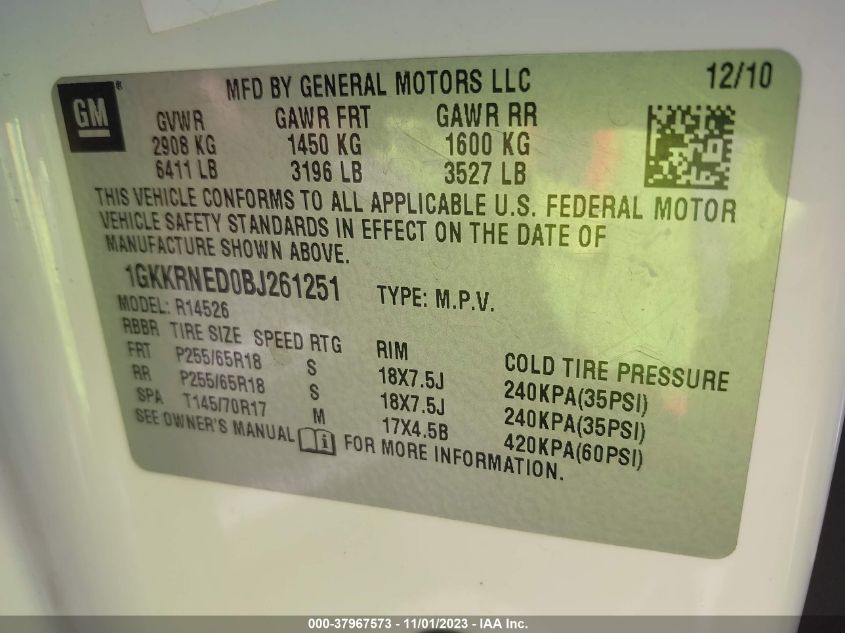 MFD BY GENERAL MOTORS LLC 12/10
GM®
GVWR GAWR FRT GAWR RR
2908 KG 1450 KG 1600 KG
6411 LB 3196 LB 3527 LB
THIS VEHICLE CONFORMS TO ALL APPLICABLE U.S. FEDERAL MOTOR
VEHICLE SAFETY STANDARDS IN EFFECT ON THE DATE OF
MANUFACTURE SHOWN ABOVE.
1GKKRNED0BJ261251 TYPE: M.P.V.
MODEL: R14526
RBBR TIRE SIZE SPEED RTG RIM COLD TIRE PRESSURE
FRT P255/65R18 S 18X7.5J 240KPA(35PSI)
RR P255/65R18 S 18X7.5J 240KPA(35PSI)
SPA T145/70R17 M 17X4.5B 420KPA(60PSI)
SEE OWNER'S MANUAL FOR MORE INFORMATION.
000-37967573 - 11/01/2023 - IAA Inc.